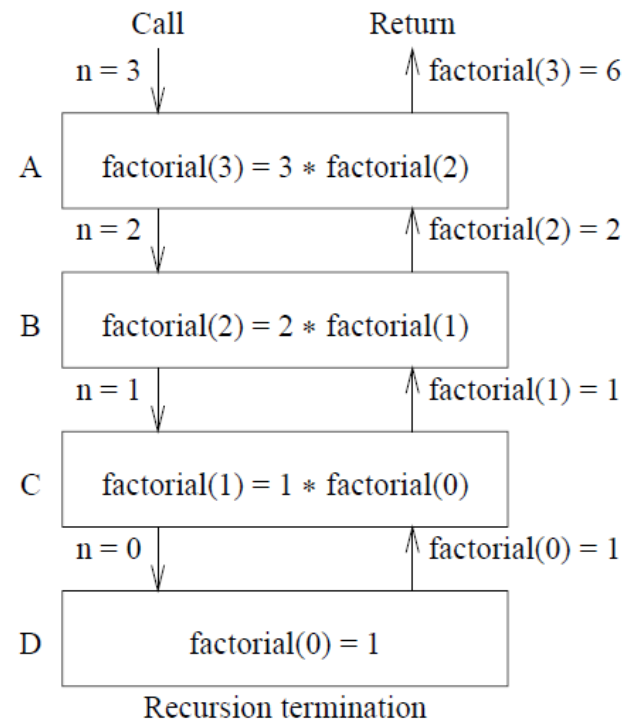 Call Return
n = 3 factorial(3) = 6
A factorial(3) = 3 ∗ factorial(2)
n = 2 factorial(2) = 2
B factorial(2) = 2 ∗ factorial(1)
n = 1 factorial(1) = 1
C factorial(1) = 1 ∗ factorial(0)
n = 0 factorial(0) = 1
D factorial(0) = 1
Recursion termination